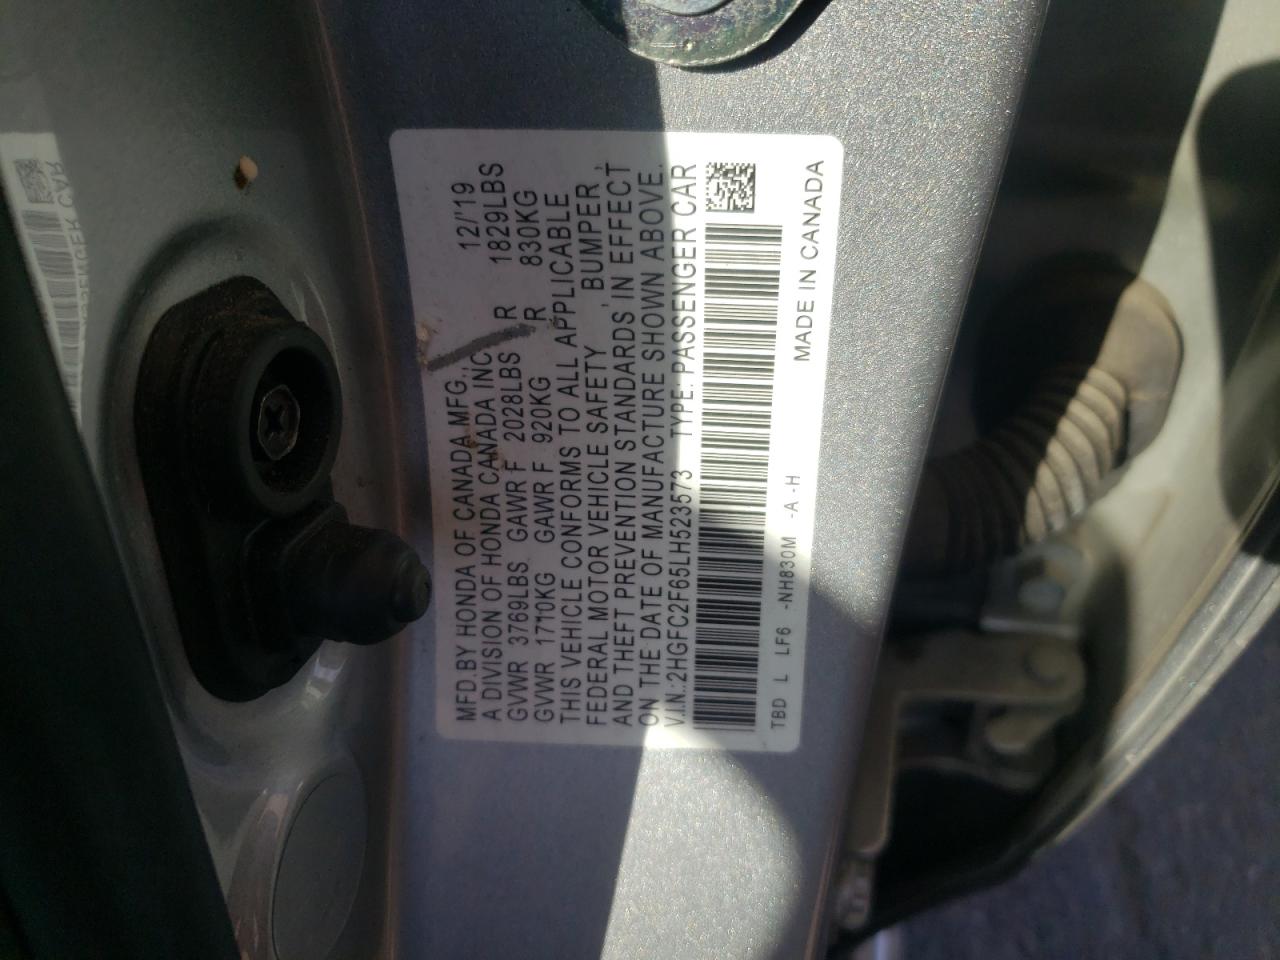 MFD.BY HONDA OF CANADA MFG., 12/'19
A DIVISION OF HONDA CANADA INC
GVWR 3769LBS GAWR F 2028LBS R 1829LBS
GVWR 1710KG GAWR F 920KG R 830KG
THIS VEHICLE CONFORMS TO ALL APPLICABLE
FEDERAL MOTOR VEHICLE SAFETY , BUMPER ,
AND THEFT PREVENTION STANDARDS, IN EFFECT
ON THE DATE OF MANUFACTURE SHOWN ABOVE.
V.I.N.:2HGFC2F65LH523573 TYPE: PASSENGER CAR
TBD L LF6 -NH830M -A -H MADE IN CANADA
CAR